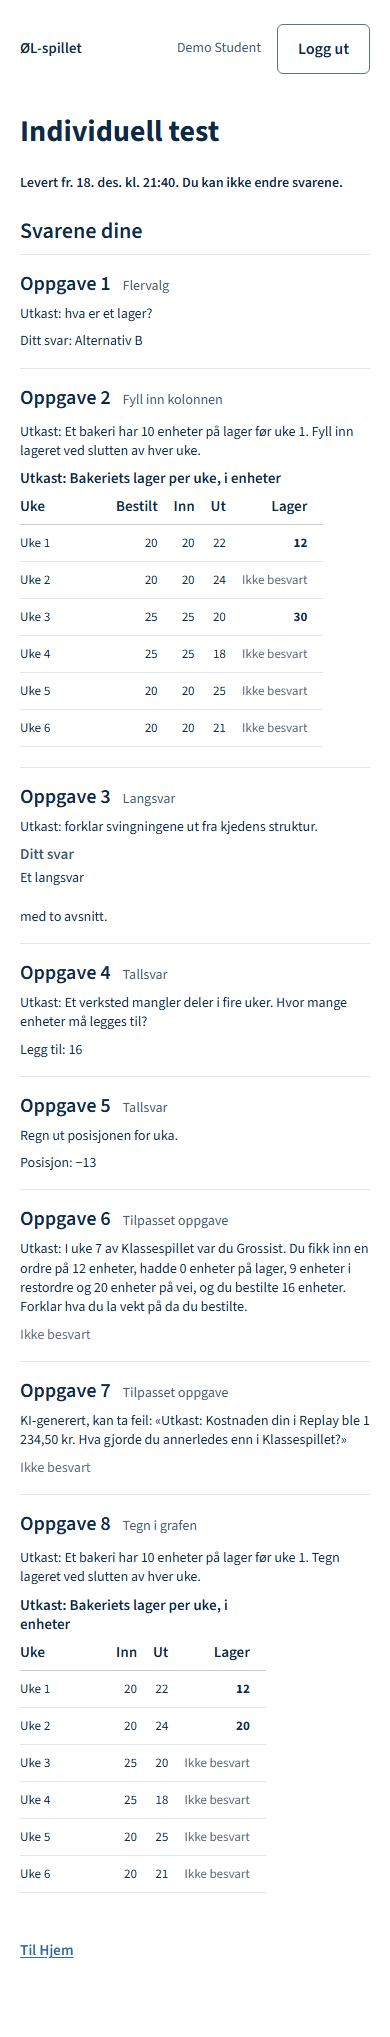 ØL-spillet Demo Student Logg ut
Individuell test
Levert fr. 18. des. kl. 21:40. Du kan ikke endre svarene.
Svarene dine
Oppgave 1 Flervalg
Utkast: hva er et lager?
Ditt svar: Alternativ B
Oppgave 2 Fyll inn kolonnen
Utkast: Et bakeri har 10 enheter på lager før uke 1. Fyll inn
lageret ved slutten av hver uke.
Utkast: Bakeriets lager per uke, i enheter
Uke Bestilt Inn Ut Lager
Uke 1 20 20 22 12
Uke 2 20 20 24 Ikke besvart
Uke 3 25 25 20 30
Uke 4 25 25 18 Ikke besvart
Uke 5 20 20 25 Ikke besvart
Uke 6 20 20 21 Ikke besvart
Oppgave 3 Langsvar
Utkast: forklar svingningene ut fra kjedens struktur.
Ditt svar
Et langsvar
med to avsnitt.
Oppgave 4 Tallsvar
Utkast: Et verksted mangler deler i fire uker. Hvor mange
enheter må legges til?
Legg til: 16
Oppgave 5 Tallsvar
Regn ut posisjonen for uka.
Posisjon: −13
Oppgave 6 Tilpasset oppgave
Utkast: I uke 7 av Klassespillet var du Grossist. Du fikk inn en
ordre på 12 enheter, hadde 0 enheter på lager, 9 enheter i
restordre og 20 enheter på vei, og du bestilte 16 enheter.
Forklar hva du la vekt på da du bestilte.
Ikke besvart
Oppgave 7 Tilpasset oppgave
KI-generert, kan ta feil: «Utkast: Kostnaden din i Replay ble 1
234,50 kr. Hva gjorde du annerledes enn i Klassespillet?»
Ikke besvart
Oppgave 8 Tegn i grafen
Utkast: Et bakeri har 10 enheter på lager før uke 1. Tegn
lageret ved slutten av hver uke.
Utkast: Bakeriets lager per uke, i
enheter
Uke Inn Ut Lager
Uke 1 20 22 12
Uke 2 20 24 20
Uke 3 25 20 Ikke besvart
Uke 4 25 18 Ikke besvart
Uke 5 20 25 Ikke besvart
Uke 6 20 21 Ikke besvart
Til Hjem